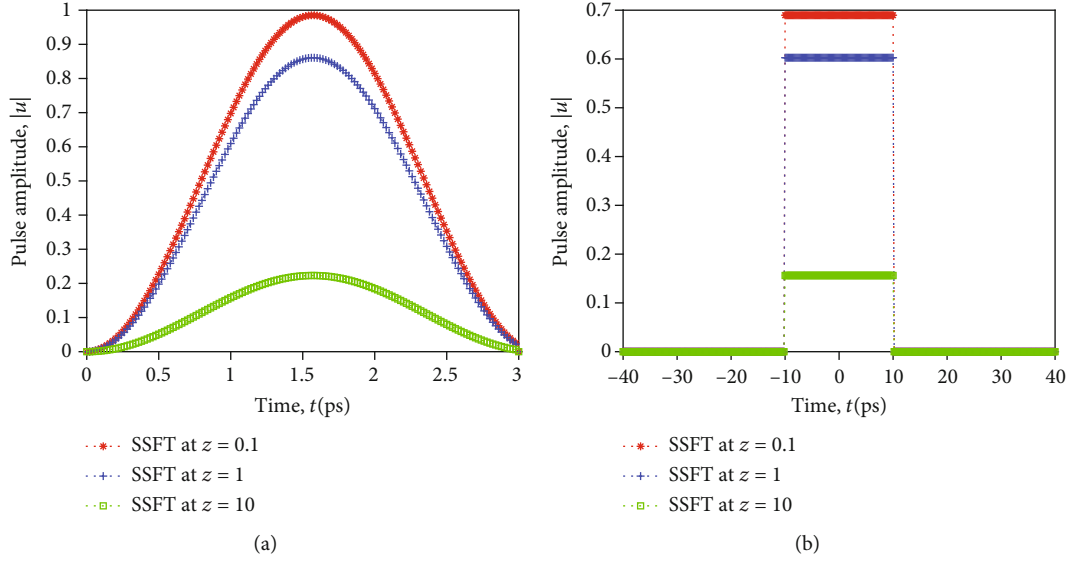 1
0.9
0.8
0.7
0.6
0.5
0.4
0.3
0.2
0.1
0
Pulse amplitude, |u|
0 0.5 1 1.5 2 2.5 3
Time, t(ps)
SSFT at z = 0.1
SSFT at z = 1
SSFT at z = 10
(a)
0.7
0.6
0.5
0.4
0.3
0.2
0.1
0
Pulse amplitude, |u|
–40 –30 –20 –10 0 10 20 30 40
Time, t(ps)
SSFT at z = 0.1
SSFT at z = 1
SSFT at z = 10
(b)